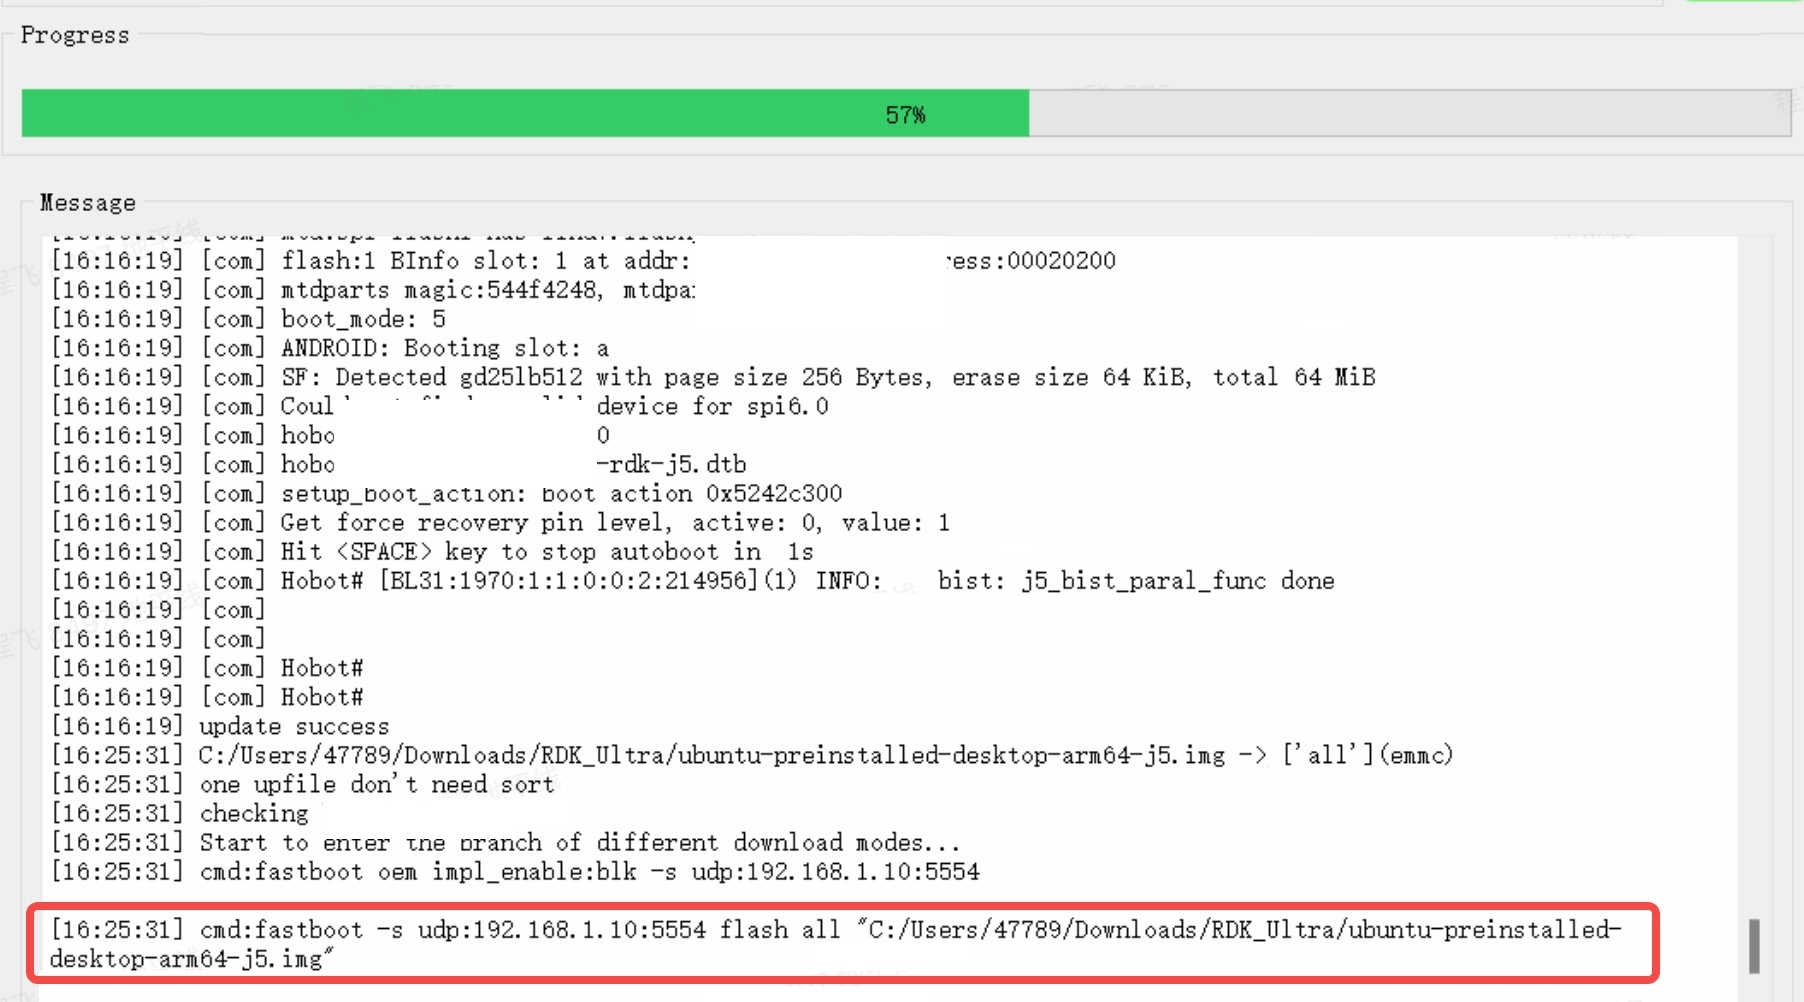 Progress
57%
Message
[16:16:19] [com] flash:1 BInfo slot: 1 at addr: ess:00020200
[16:16:19] [com] mtdparts magic:544f4248,
[16:16:19] [com] boot_mode: 5
[16:16:19] [com] ANDROID: Booting slot: a
[16:16:19] [com] SF: Detected gd25lb512 with page size 256 Bytes, erase size 64 KiB, total 64 MiB
[16:16:19] [com] Coul device for spi6.0
[16:16:19] [com] hobo 0
[16:16:19] [com] hobo -rdk-j5.dtb
[16:16:19] [com] setup_boot_action: boot action 0x5242c300
[16:16:19] [com] Get force recovery pin level, active: 0, value: 1
[16:16:19] [com] Hit <SPACE> key to stop autoboot in 1s
[16:16:19] [com] Hobot# [BL31:1970:1:1:0:0:2:214956](1) INFO: bist: j5_bist_paral_func done
[16:16:19] [com]
[16:16:19] [com]
[16:16:19] [com] Hobot#
[16:16:19] [com] Hobot#
[16:16:19] update success
[16:25:31] C:/Users/47789/Downloads/RDK_Ultra/ubuntu-preinstalled-desktop-arm64-j5.img -> ['all'](emmc)
[16:25:31] one upfile don't need sort
[16:25:31] checking
[16:25:31] Start to enter the branch of different download modes...
[16:25:31] cmd:fastboot oem impl_enable:blk -s udp:192.168.1.10:5554
[16:25:31] cmd:fastboot -s udp:192.168.1.10:5554 flash all "C:/Users/47789/Downloads/RDK_Ultra/ubuntu-preinstalled-
desktop-arm64-j5.img"